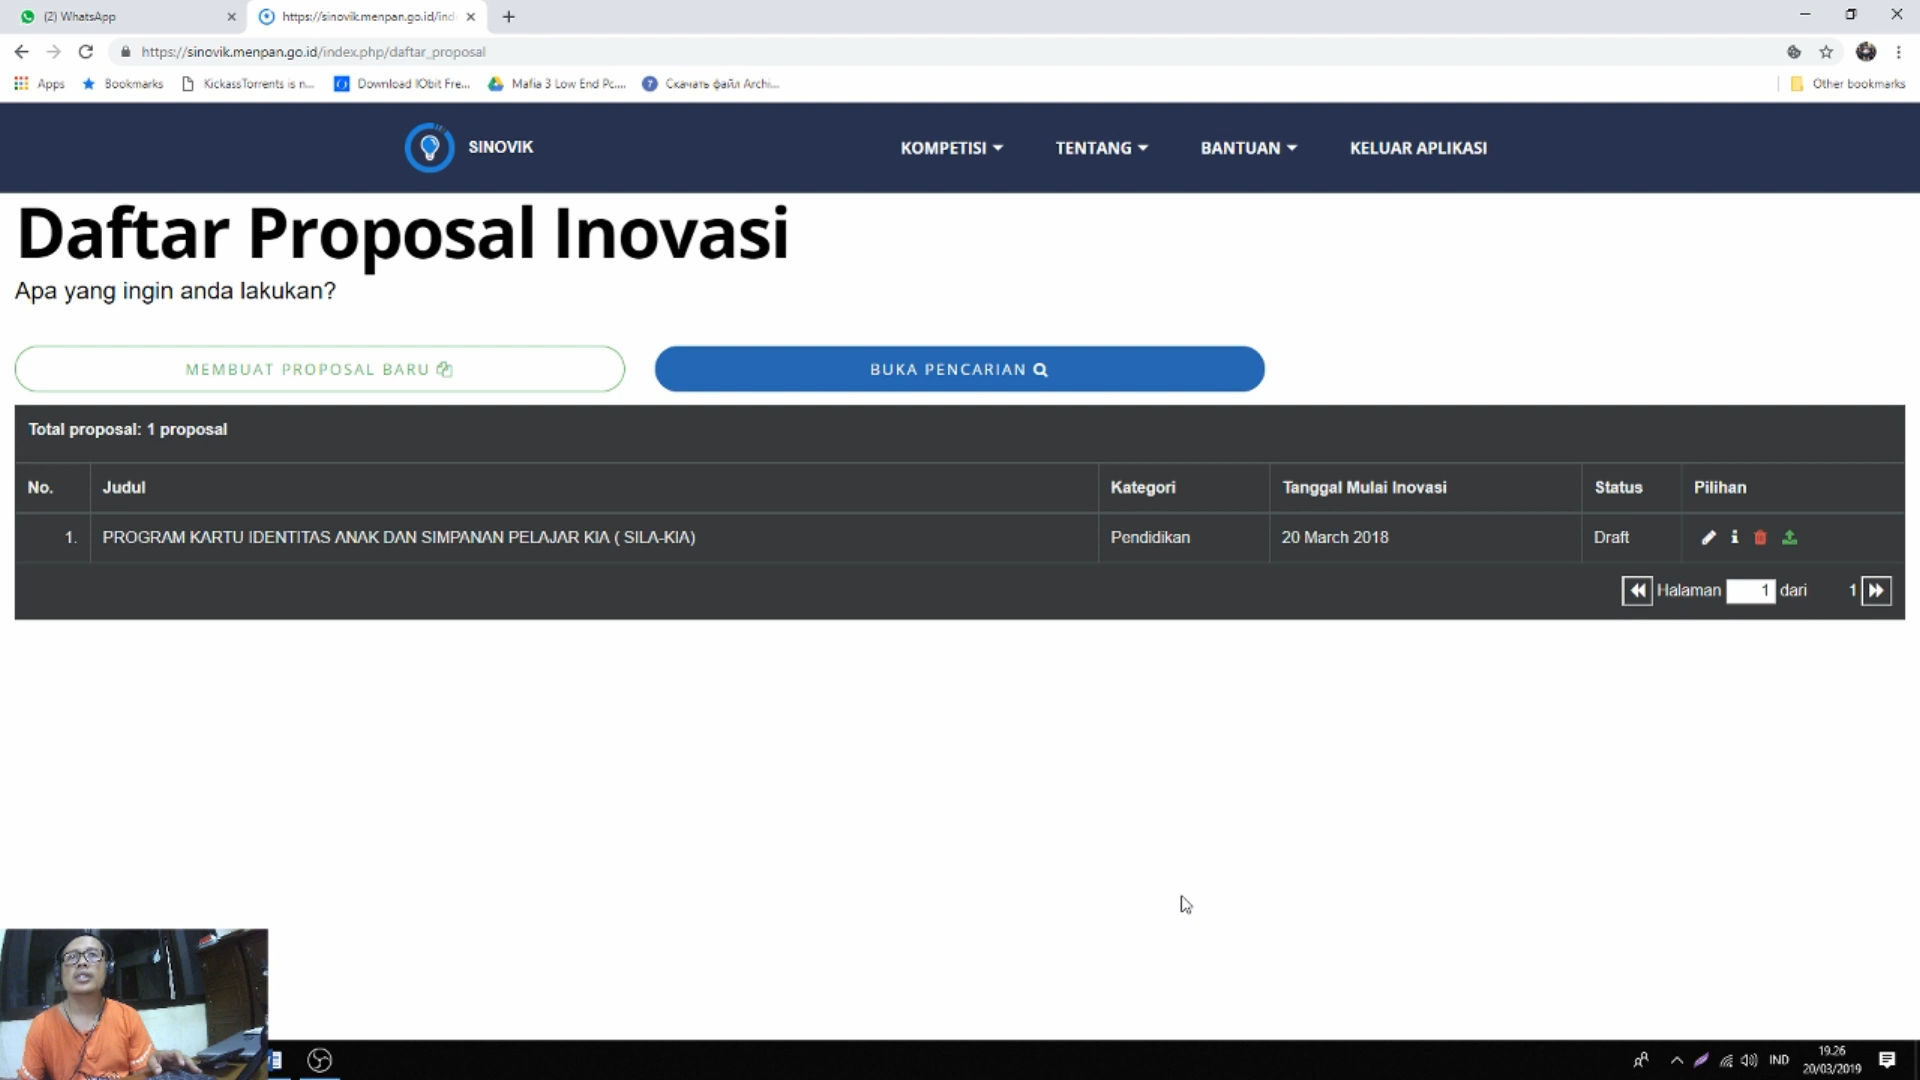 (2) WhatsApp
https://sinovik.menpan.go.id/ind
https://sinovik.menpan.go.id/index.php/daftar_proposal
Apps
Bookmarks
KickassTorrents is n...
Download IObit Fre...
Mafia 3 Low End Pc....
Скачать файл Archi...
Other bookmarks
SINOVIK
KOMPETISI
TENTANG
BANTUAN
KELUAR APLIKASI
Daftar Proposal Inovasi
Apa yang ingin anda lakukan?
MEMBUAT PROPOSAL BARU
BUKA PENCARIAN
Total proposal: 1 proposal
No. Judul Kategori Tanggal Mulai Inovasi Status Pilihan
1. PROGRAM KARTU IDENTITAS ANAK DAN SIMPANAN PELAJAR KIA ( SILA-KIA) Pendidikan 20 March 2018 Draft
Halaman 1 dari 1
IND
19.26
20/03/2019